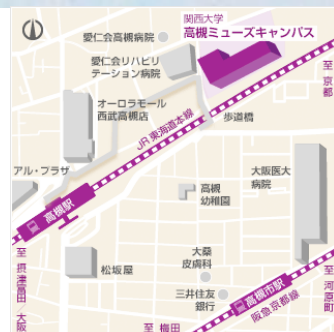 関西大学
高槻ミューズキャンパス
愛仁会高槻病院
愛仁会リハビリ
テーション病院
至 京都
オーロラモール
西武高槻店
JR東海道本線
歩道橋
アル・プラザ
大阪医大
病院
高槻
幼稚園
高槻駅
大桑
皮膚科
至 摂津富田 大阪
松坂屋
三井住友
銀行
高槻市駅
阪急京都線
至 河原町
至 梅田